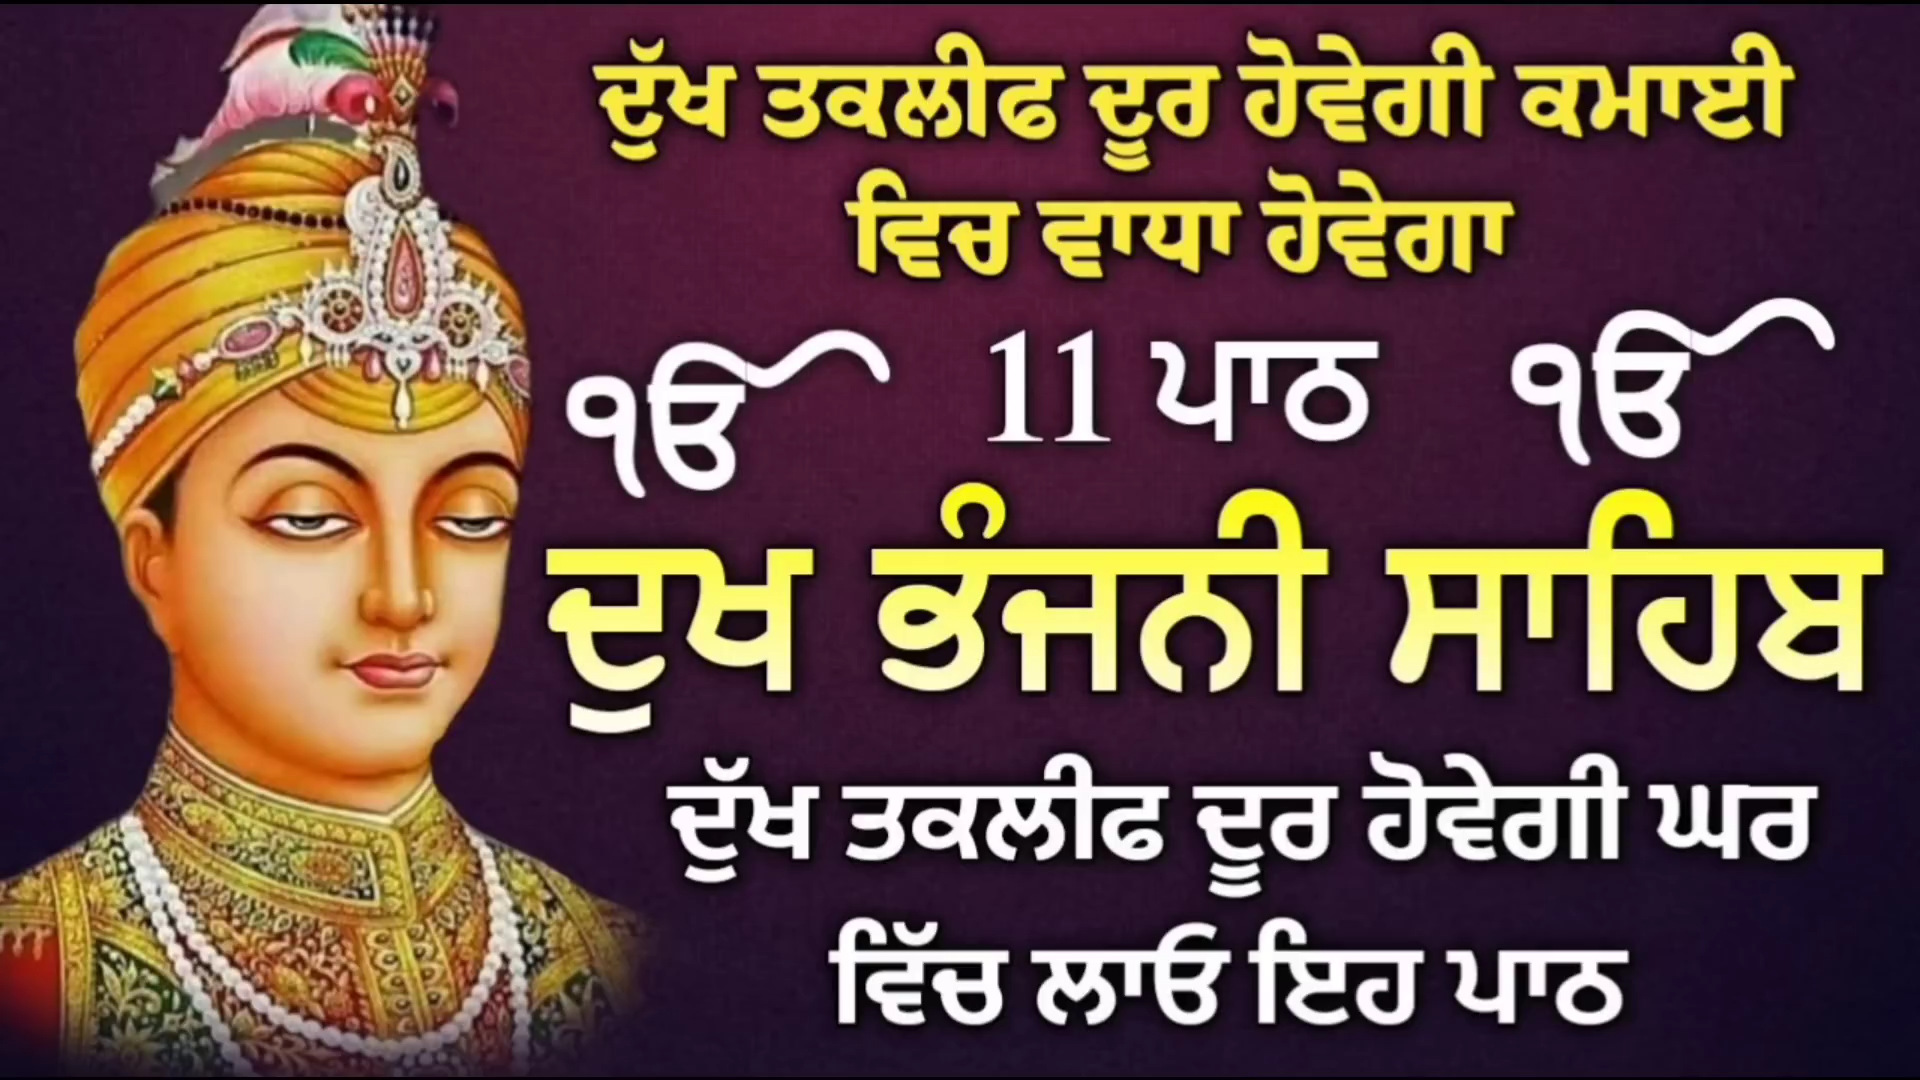 ਦੁੱਖ ਤਕਲੀਫ ਦੂਰ ਹੋਵੇਗੀ ਕਮਾਈ
ਵਿਚ ਵਾਧਾ ਹੋਵੇਗਾ
ੴ 11 ਪਾਠ ੴ
ਦੁਖ ਭੰਜਨੀ ਸਾਹਿਬ
ਦੁੱਖ ਤਕਲੀਫ ਦੂਰ ਹੋਵੇਗੀ ਘਰ
ਵਿੱਚ ਲਾਓ ਇਹ ਪਾਠ